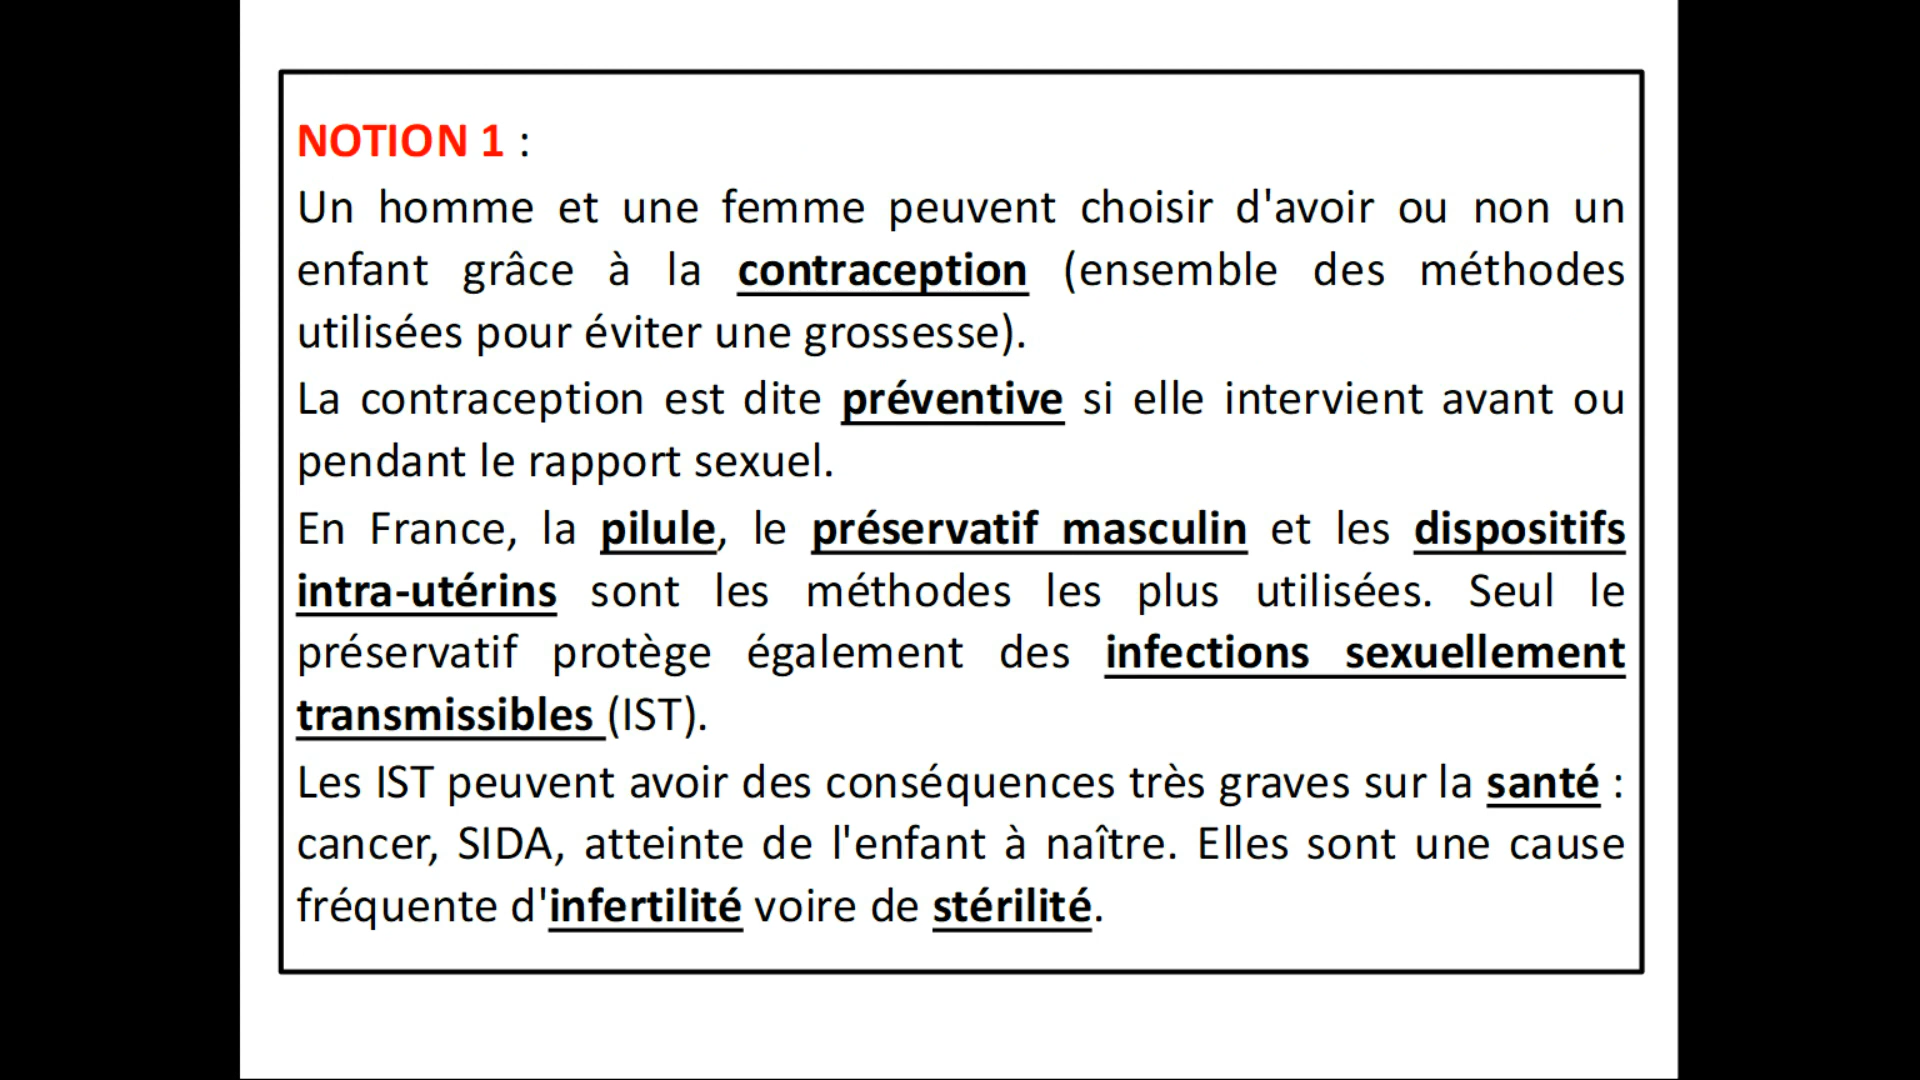 NOTION 1 :
Un homme et une femme peuvent choisir d'avoir ou non un
enfant grâce à la contraception (ensemble des méthodes
utilisées pour éviter une grossesse).
La contraception est dite préventive si elle intervient avant ou
pendant le rapport sexuel.
En France, la pilule, le préservatif masculin et les dispositifs
intra-utérins sont les méthodes les plus utilisées. Seul le
préservatif protège également des infections sexuellement
transmissibles (IST).
Les IST peuvent avoir des conséquences très graves sur la santé :
cancer, SIDA, atteinte de l'enfant à naître. Elles sont une cause
fréquente d'infertilité voire de stérilité.